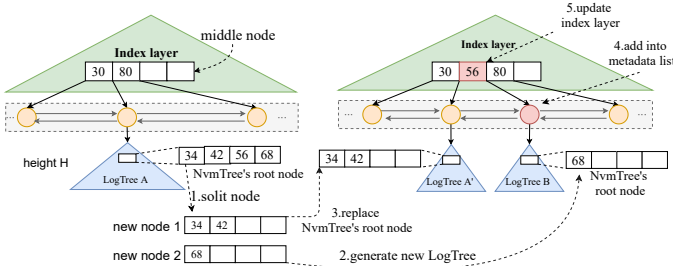 Index layer
middle node
30 80
...
...
height H
LogTree A
34 42 56 68
NvmTree's root node
1.solit node
new node 1
34 42
new node 2
68
2.generate new LogTree
3.replace
NvmTree's root node
5.update
index layer
Index layer
4.add into
metadata list
30 56 80
...
...
34 42
LogTree A'
LogTree B
68
NvmTree's
root node